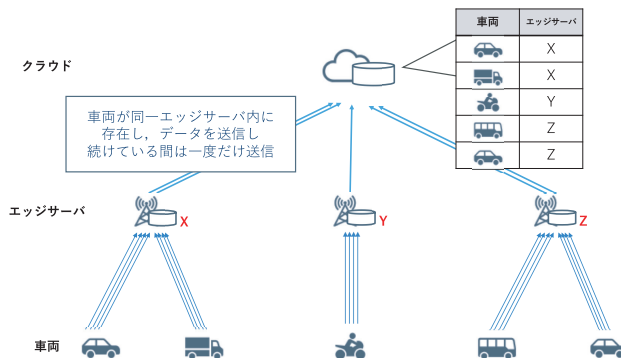 車両 エッジサーバ
X
X
Y
Z
Z
クラウド
車両が同一エッジサーバ内に
存在し，データを送信し
続けている間は一度だけ送信
エッジサーバ
X
Y
Z
車両